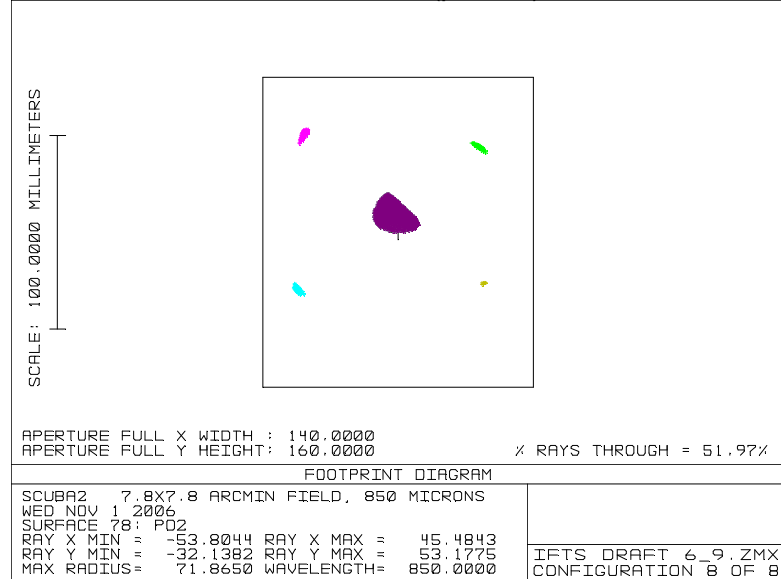 SCALE: 100.0000 MILLIMETERS
APERTURE FULL X WIDTH : 140.0000
APERTURE FULL Y HEIGHT: 160.0000
% RAYS THROUGH = 51.97%
FOOTPRINT DIAGRAM
SCUBA2 7.8X7.8 ARCMIN FIELD, 850 MICRONS
WED NOV 1 2006
SURFACE 78: PO2
RAY X MIN = -53.8044 RAY X MAX = 45.4843
RAY Y MIN = -32.1382 RAY Y MAX = 53.1775
MAX RADIUS= 71.8650 WAVELENGTH= 850.0000
IFTS DRAFT 6_9.ZMX
CONFIGURATION 8 OF 8